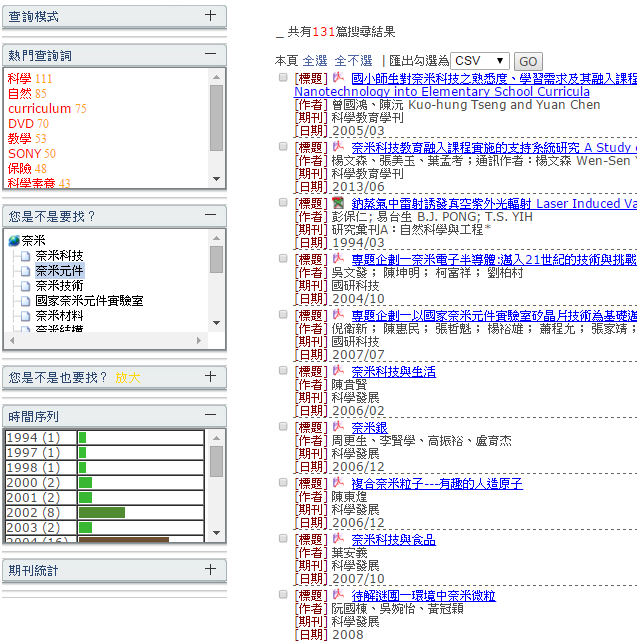 查詢模式
熱門查詢詞
科學 111
自然 85
curriculum 75
DVD 70
教學 53
SONY 50
保險 48
科學素養 43
您是不是要找？
奈米
奈米科技
奈米元件
奈米技術
國家奈米元件實驗室
奈米材料
奈米結構
您是不是也要找？ 放大
時間序列
1994 (1)
1997 (1)
1998 (1)
2000 (2)
2001 (2)
2002 (8)
2003 (2)
2004 (16)
期刊統計
_ 共有131篇搜尋結果
本頁 全選 全不選 | 匯出勾選為 CSV GO
[標題] 國小師生對奈米科技之熟悉度、學習需求及其融入課程
Nanotechnology into Elementary School Curricula
[作者] 曾國鴻、陳沅 Kuo-hung Tseng and Yuan Chen
[期刊] 科學教育學刊
[日期] 2005/03
[標題] 奈米科技教育融入課程實施的支持系統研究 A Study o
[作者] 楊文森、張美玉、葉孟考；通訊作者：楊文森 Wen-Sen Y
[期刊] 科學教育學刊
[日期] 2013/06
[標題] 鈉蒸氣中雷射誘發真空紫外光輻射 Laser Induced Va
[作者] 彭保仁; 易台生 B.J. PONG; T.S. YIH
[期刊] 研究彙刊A：自然科學與工程*
[日期] 1994/03
[標題] 專題企劃一奈米電子半導體:邁入21世紀的技術與挑戰
[作者] 吳文發； 陳坤明； 柯富祥； 劉柏村
[期刊] 國研科技
[日期] 2004/10
[標題] 專題企劃一以國家奈米元件實驗室矽晶片技術為基礎邁
[作者] 倪衛新； 陳惠民； 張哲魁； 楊裕雄； 蕭程允； 張家靖；
[期刊] 國研科技
[日期] 2007/07
[標題] 奈米科技與生活
[作者] 陳貴賢
[期刊] 科學發展
[日期] 2006/02
[標題] 奈米銀
[作者] 周更生、李賢學、高振裕、盧育杰
[期刊] 科學發展
[日期] 2006/12
[標題] 複合奈米粒子---有趣的人造原子
[作者] 陳東煌
[期刊] 科學發展
[日期] 2006/12
[標題] 奈米科技與食品
[作者] 葉安義
[期刊] 科學發展
[日期] 2007/10
[標題] 待解謎團一環境中奈米微粒
[作者] 阮國棟、吳婉怡、黃冠穎
[期刊] 科學發展
[日期] 2008